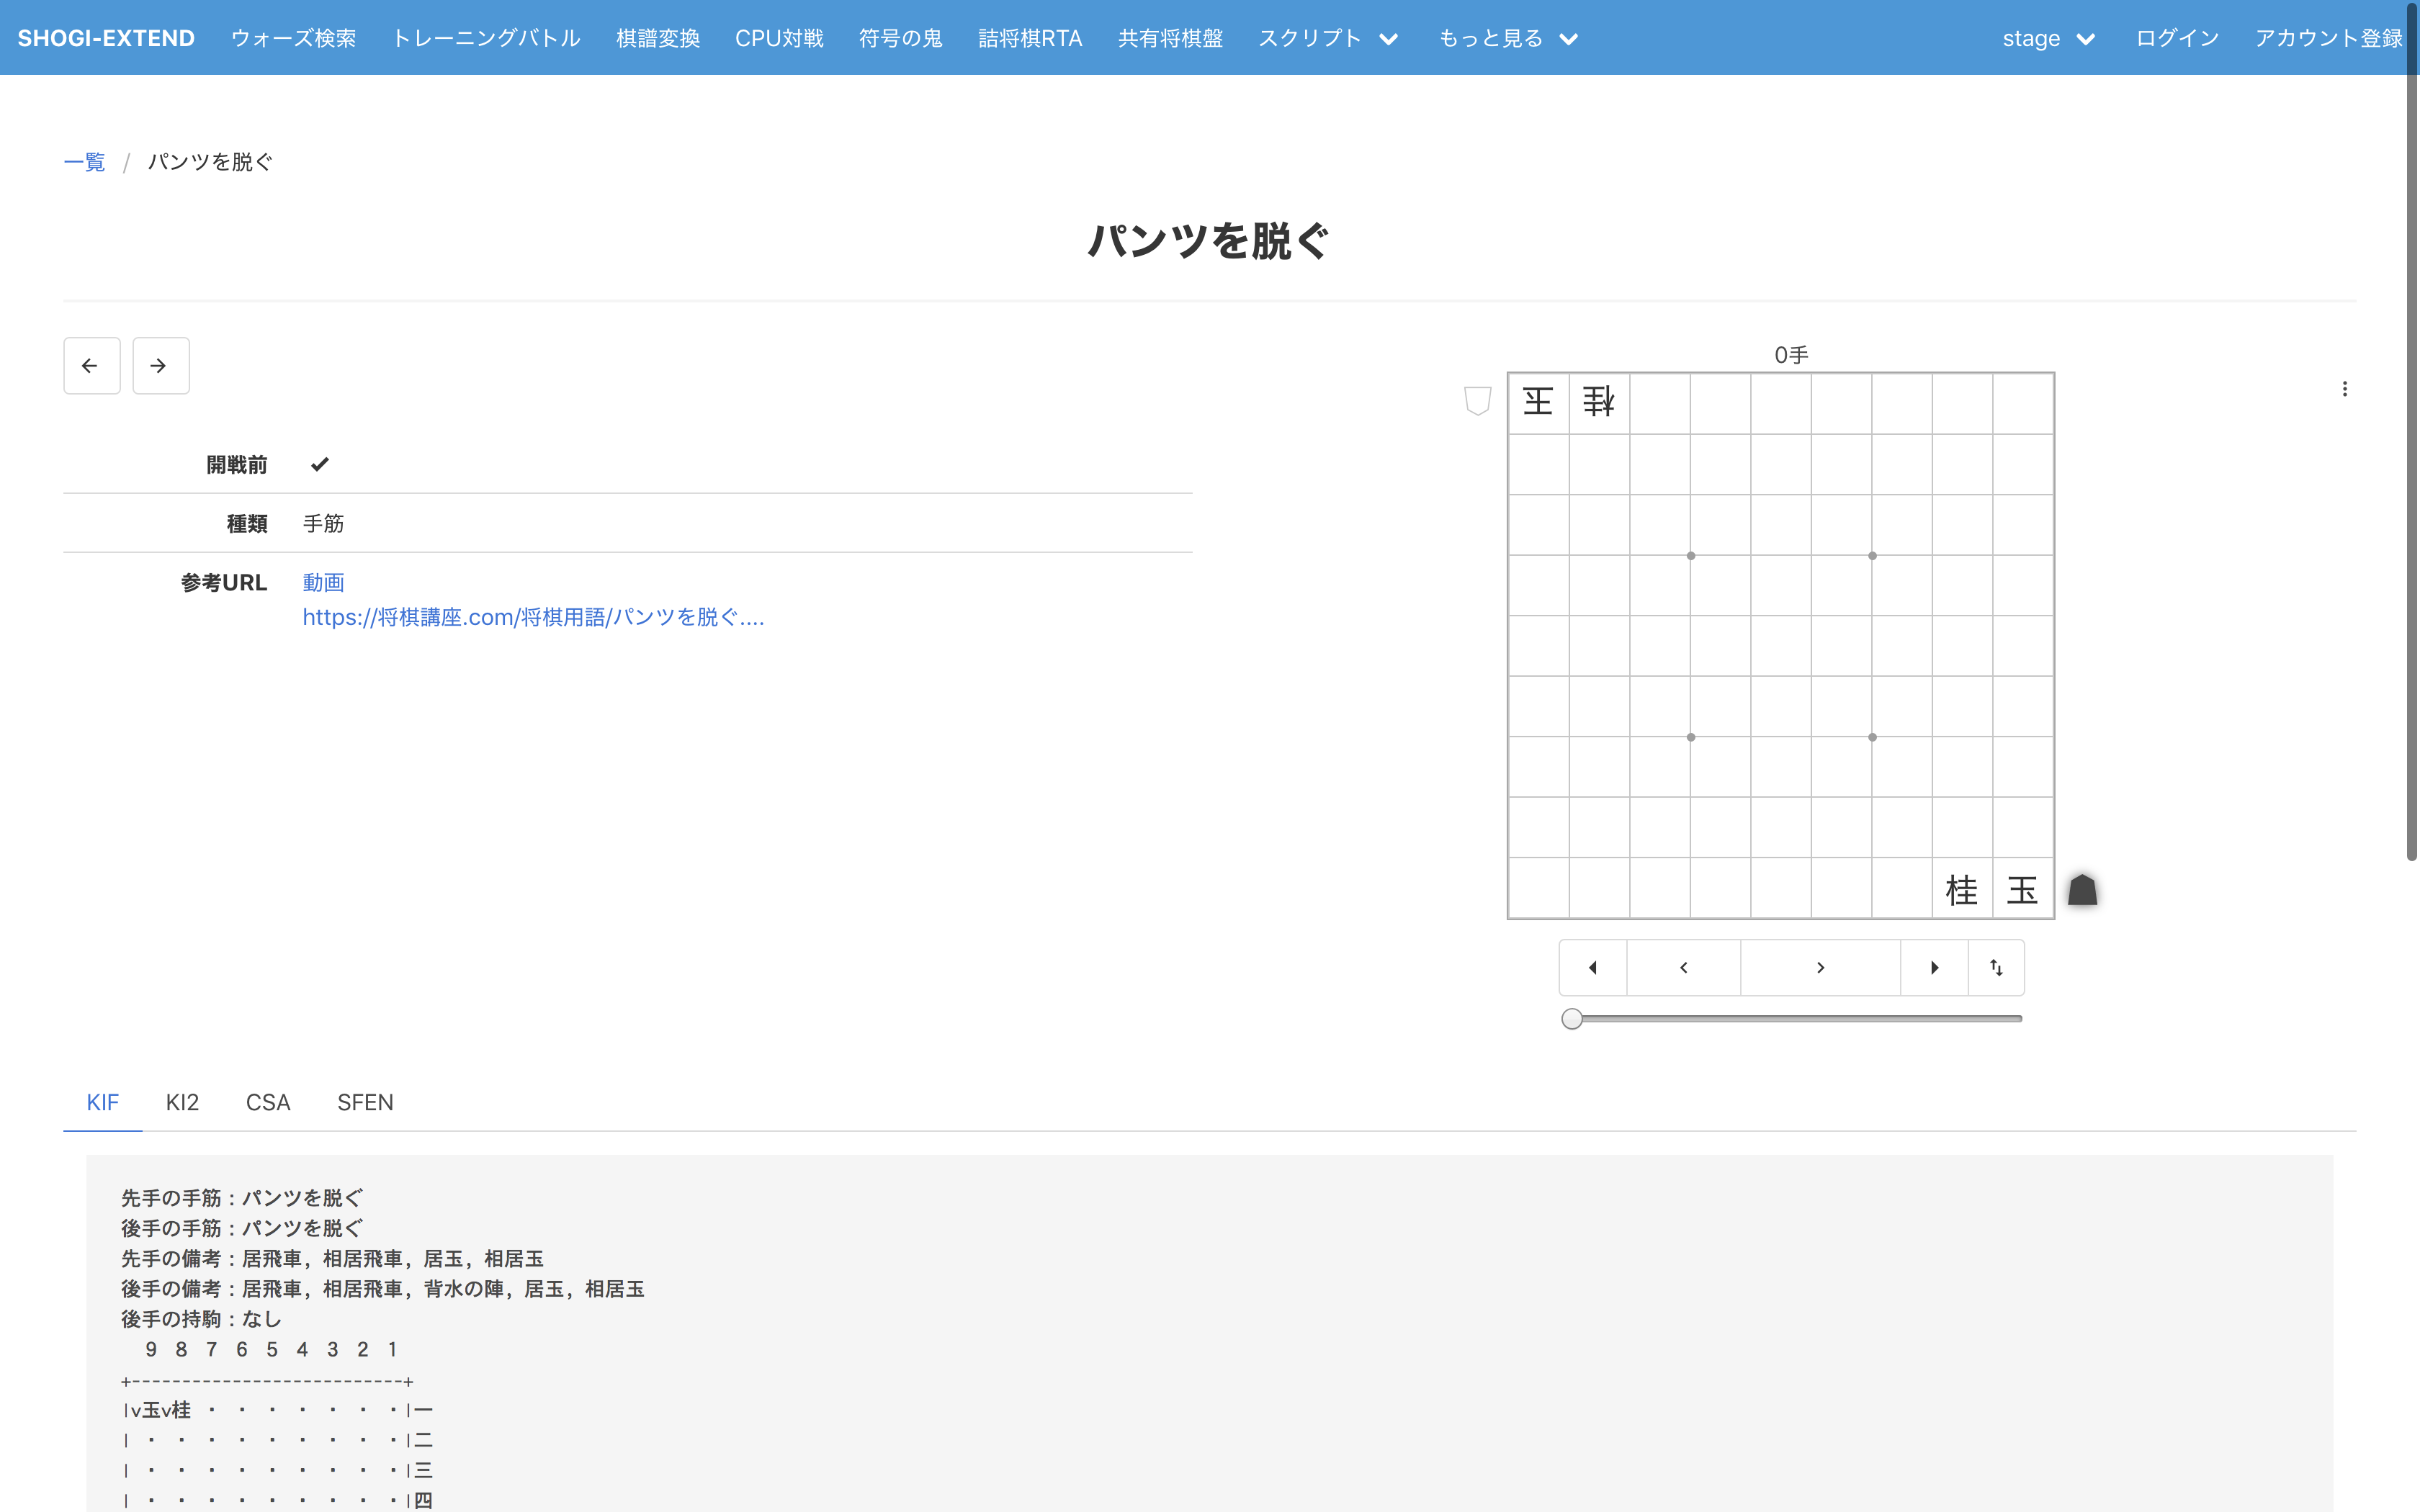 SHOGI-EXTEND ウォーズ検索 トレーニングバトル 棋譜変換 CPU対戦 符号の鬼 詰将棋RTA 共有将棋盤 スクリプト もっと見る stage ログイン アカウント登録
一覧 / パンツを脱ぐ
パンツを脱ぐ
開戦前
種類 手筋
参考URL 動画
https://将棋講座.com/将棋用語/パンツを脱ぐ....
0手
玉 桂
桂 玉
KIF KI2 CSA SFEN
先手の手筋：パンツを脱ぐ
後手の手筋：パンツを脱ぐ
先手の備考：居飛車, 相居飛車, 居玉, 相居玉
後手の備考：居飛車, 相居飛車, 背水の陣, 居玉, 相居玉
後手の持駒：なし
9 8 7 6 5 4 3 2 1
+---------------------------+
|v玉v桂 ・ ・ ・ ・ ・ ・ ・|一
| ・ ・ ・ ・ ・ ・ ・ ・ ・|二
| ・ ・ ・ ・ ・ ・ ・ ・ ・|三
| ・ ・ ・ ・ ・ ・ ・ ・ ・|四